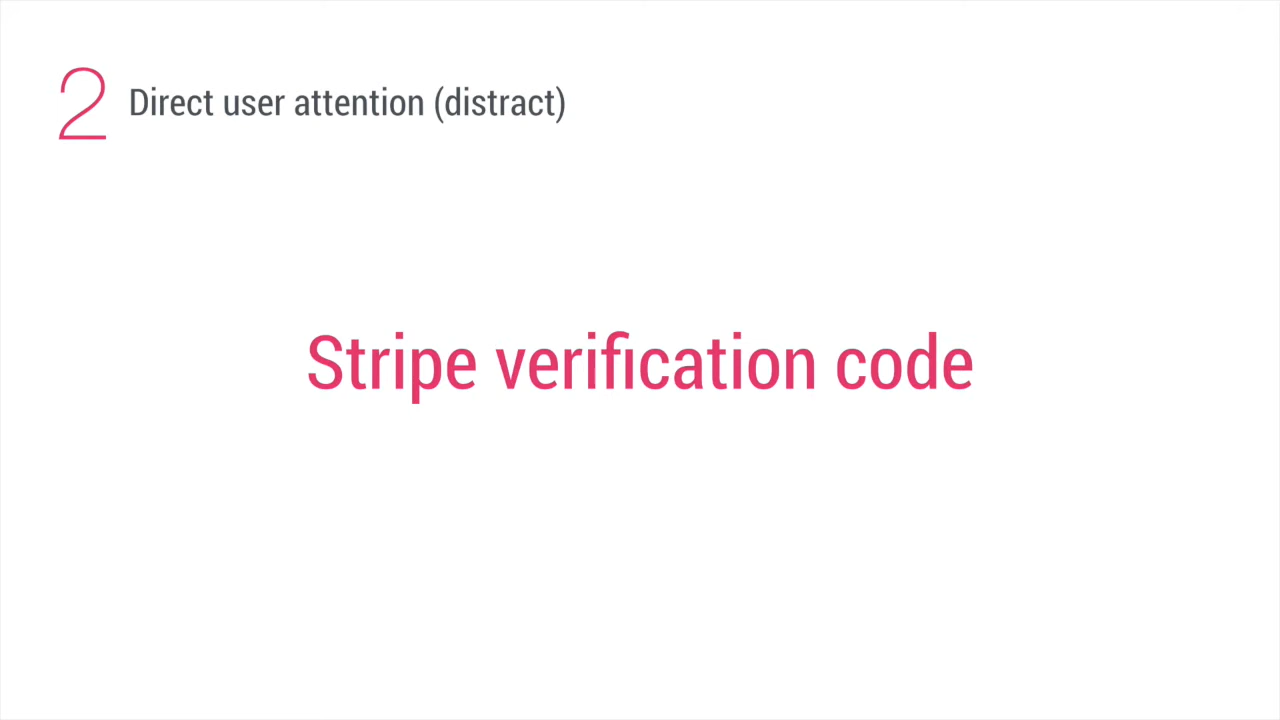 2 Direct user attention (distract)
Stripe verification code